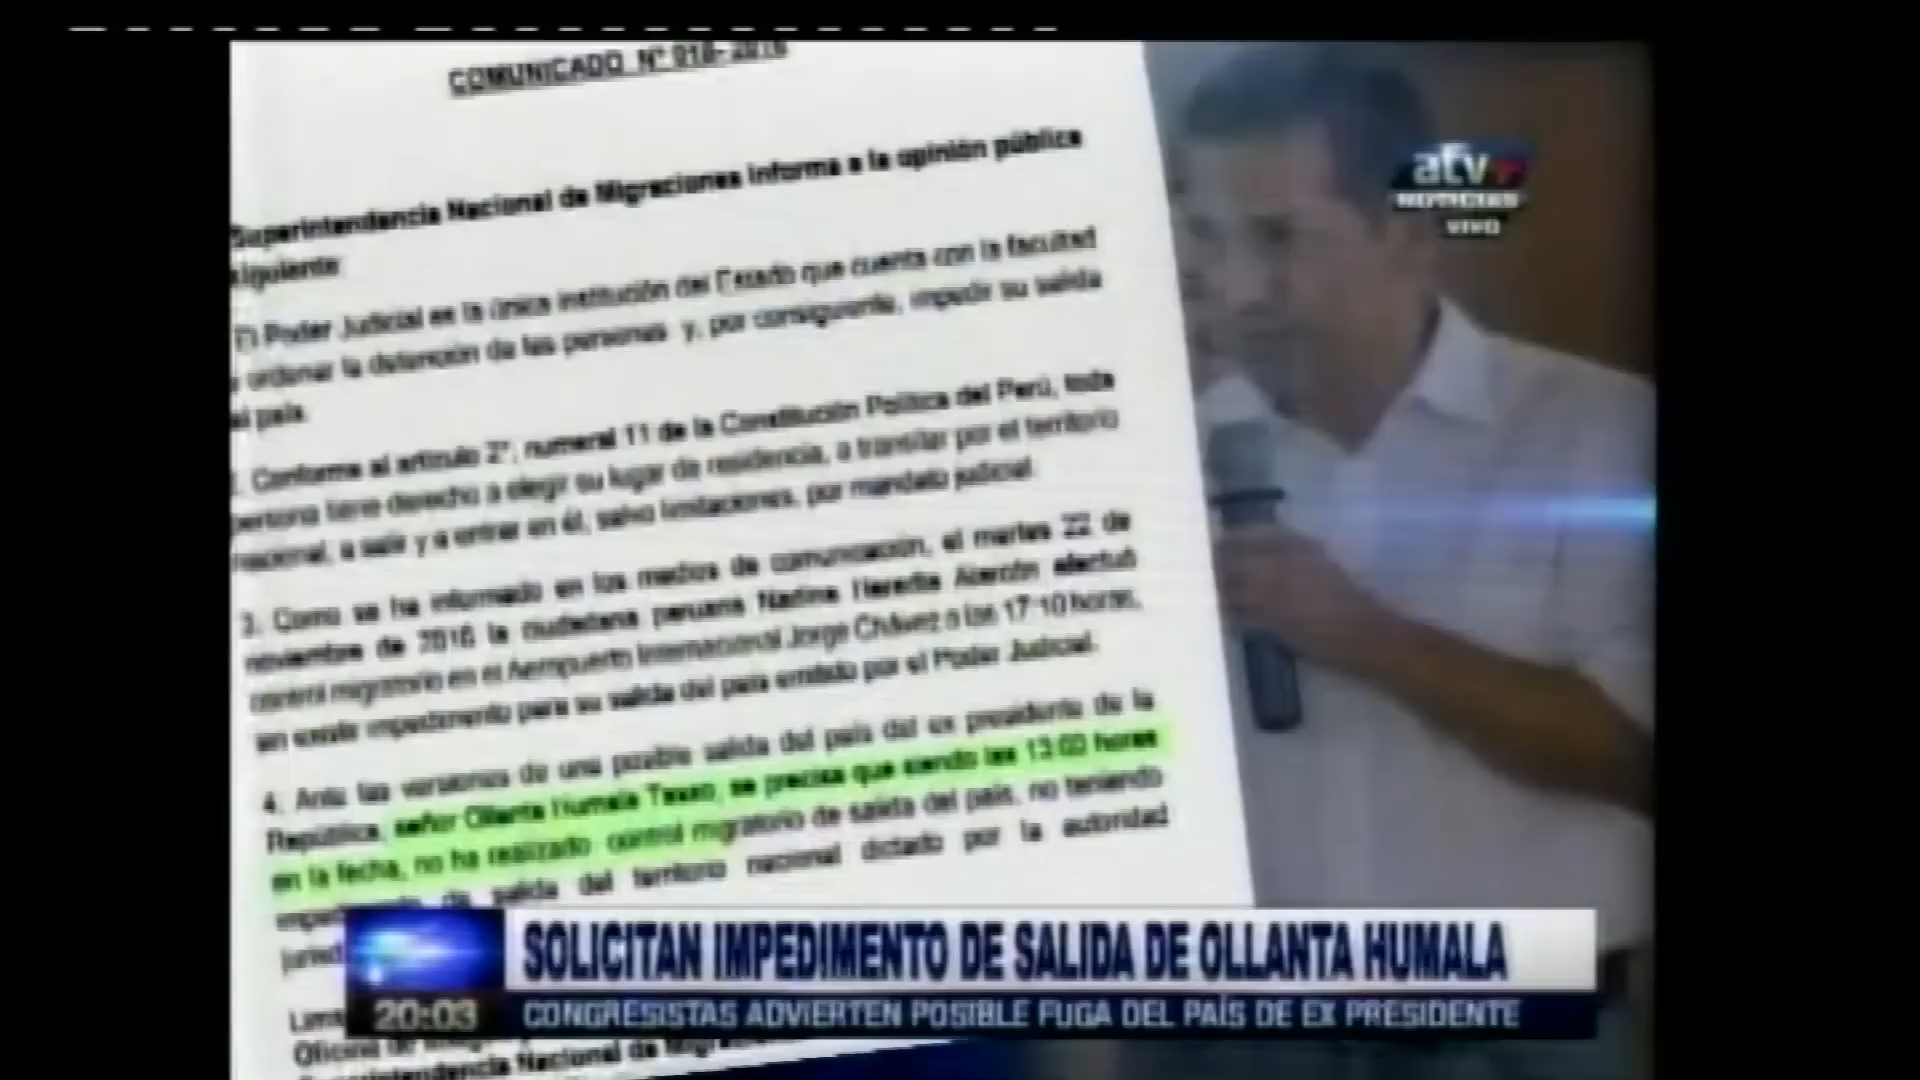 COMUNICADO N° 018-2016
Superintendencia Nacional de Migraciones informa a la opinión pública
siguiente
El Poder Judicial es la única institución del Estado que cuenta con la facultad
ordenar la detención de las personas y, por consiguiente, impedir su salida
país.
Conforme al artículo 2°, numeral 11 de la Constitución Política del Perú, toda
persona tiene derecho a elegir su lugar de residencia, a transitar por el territorio
nacional, a salir y a entrar en él, salvo limitaciones, por mandato judicial.
3. Como se ha informado en los medios de comunicación, el martes 22 de
noviembre de 2016 la ciudadana peruana Nadine Heredia Alarcón efectuó
control migratorio en el Aeropuerto Internacional Jorge Chávez a las 17:10 horas,
sin existir impedimento para su salida del país emitido por el Poder Judicial.
4. Ante las versiones de una posible salida del país del ex presidente de la
República, señor Ollanta Humala Tasso, se precisa que siendo las 13:00 horas
en la fecha, no ha realizado control migratorio de salida del país, no teniendo
impedimento de salida del territorio nacional dictado por la autoridad
atv+
NOTICIAS
VIVO
SOLICITAN IMPEDIMENTO DE SALIDA DE OLLANTA HUMALA
20:03 CONGRESISTAS ADVIERTEN POSIBLE FUGA DEL PAÍS DE EX PRESIDENTE
Oficina de
Superintendencia Nacional de